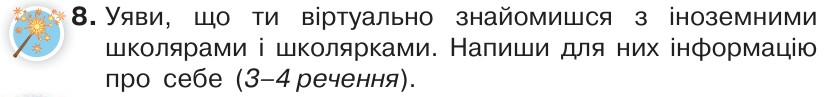 8. Уяви, що ти віртуально знайомишся з іноземними
школярами і школярками. Напиши для них інформацію
про себе (3–4 речення).